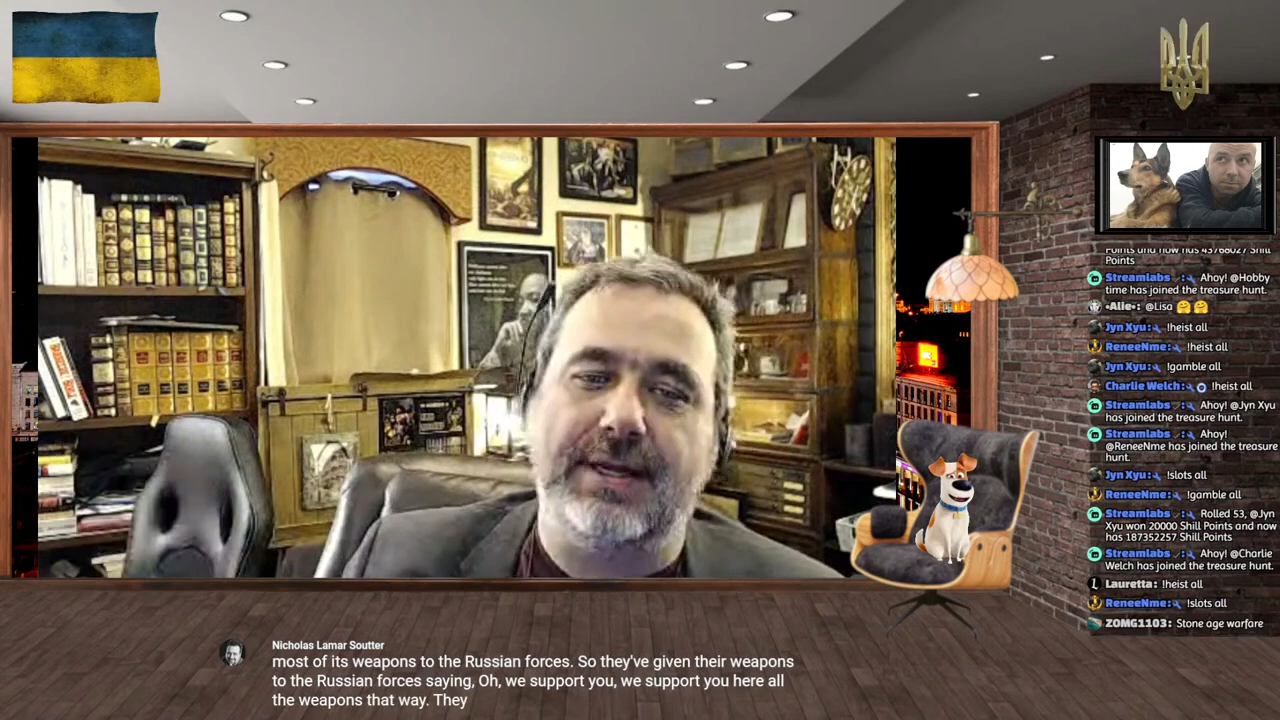 Points and now has 43768027 Shill
Points
Streamlabs : Ahoy! @Hobby
time has joined the treasure hunt.
-Alie-: @Lisa 🤗🤗
Jyn Xyu: !heist all
ReneeNme: !heist all
Jyn Xyu: !gamble all
Charlie Welch: !heist all
Streamlabs : Ahoy! @Jyn Xyu
has joined the treasure hunt.
Streamlabs : Ahoy!
@ReneeNme has joined the treasure
hunt.
Jyn Xyu: !slots all
ReneeNme: !gamble all
Streamlabs : Rolled 53, @Jyn
Xyu won 20000 Shill Points and now
has 187352257 Shill Points
Streamlabs : Ahoy! @Charlie
Welch has joined the treasure hunt.
Lauretta: !heist all
ReneeNme: !slots all
ZOMG1103: Stone age warfare
Nicholas Lamar Soutter
most of its weapons to the Russian forces. So they've given their weapons
to the Russian forces saying, Oh, we support you, we support you here all
the weapons that way. They